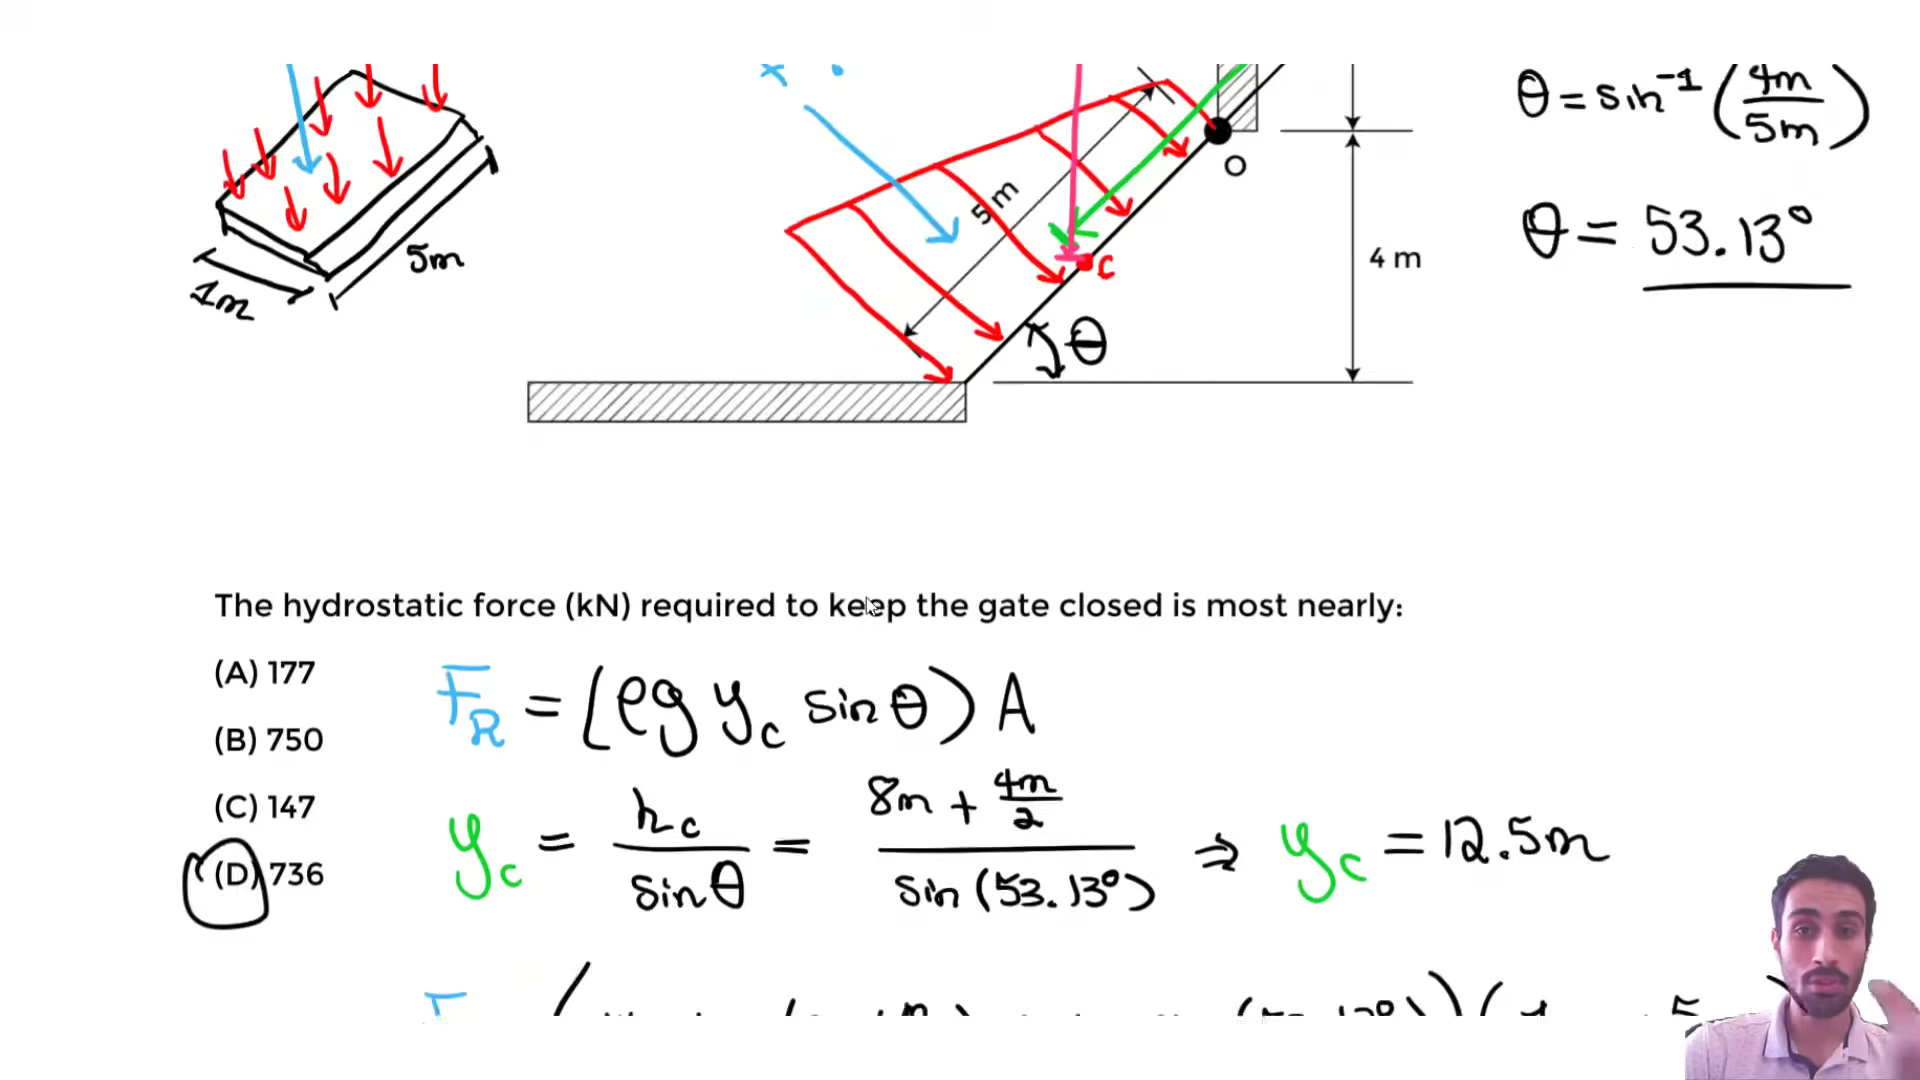 θ = sin⁻¹ (4m / 5m)
O
5 m
5m
θ = 53.13°
4 m
C
1m
θ
The hydrostatic force (kN) required to keep the gate closed is most nearly:
(A) 177
F_R = (ρg y_c sin θ) A
(B) 750
(C) 147
y_c = h_c / sin θ = (8m + 4m/2) / sin (53.13°) ⇒ y_c = 12.5m
(D) 736